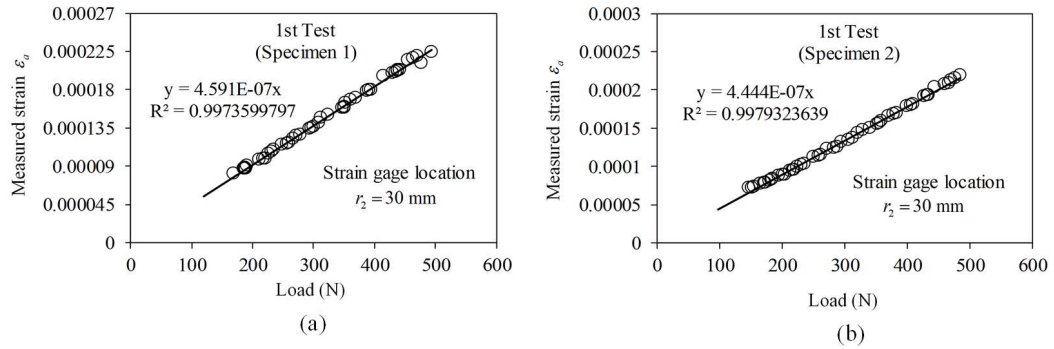 0.00027
0.000225
0.00018
0.000135
0.00009
0.000045
0
Measured strain εa
1st Test
(Specimen 1)
y = 4.591E-07x
R² = 0.9973599797
Strain gage location
r2 = 30 mm
0 100 200 300 400 500 600
Load (N)
(a)
0.0003
0.00025
0.0002
0.00015
0.0001
0.00005
0
Measured strain εa
1st Test
(Specimen 2)
y = 4.444E-07x
R² = 0.9979323639
Strain gage location
r2 = 30 mm
0 100 200 300 400 500 600
Load (N)
(b)